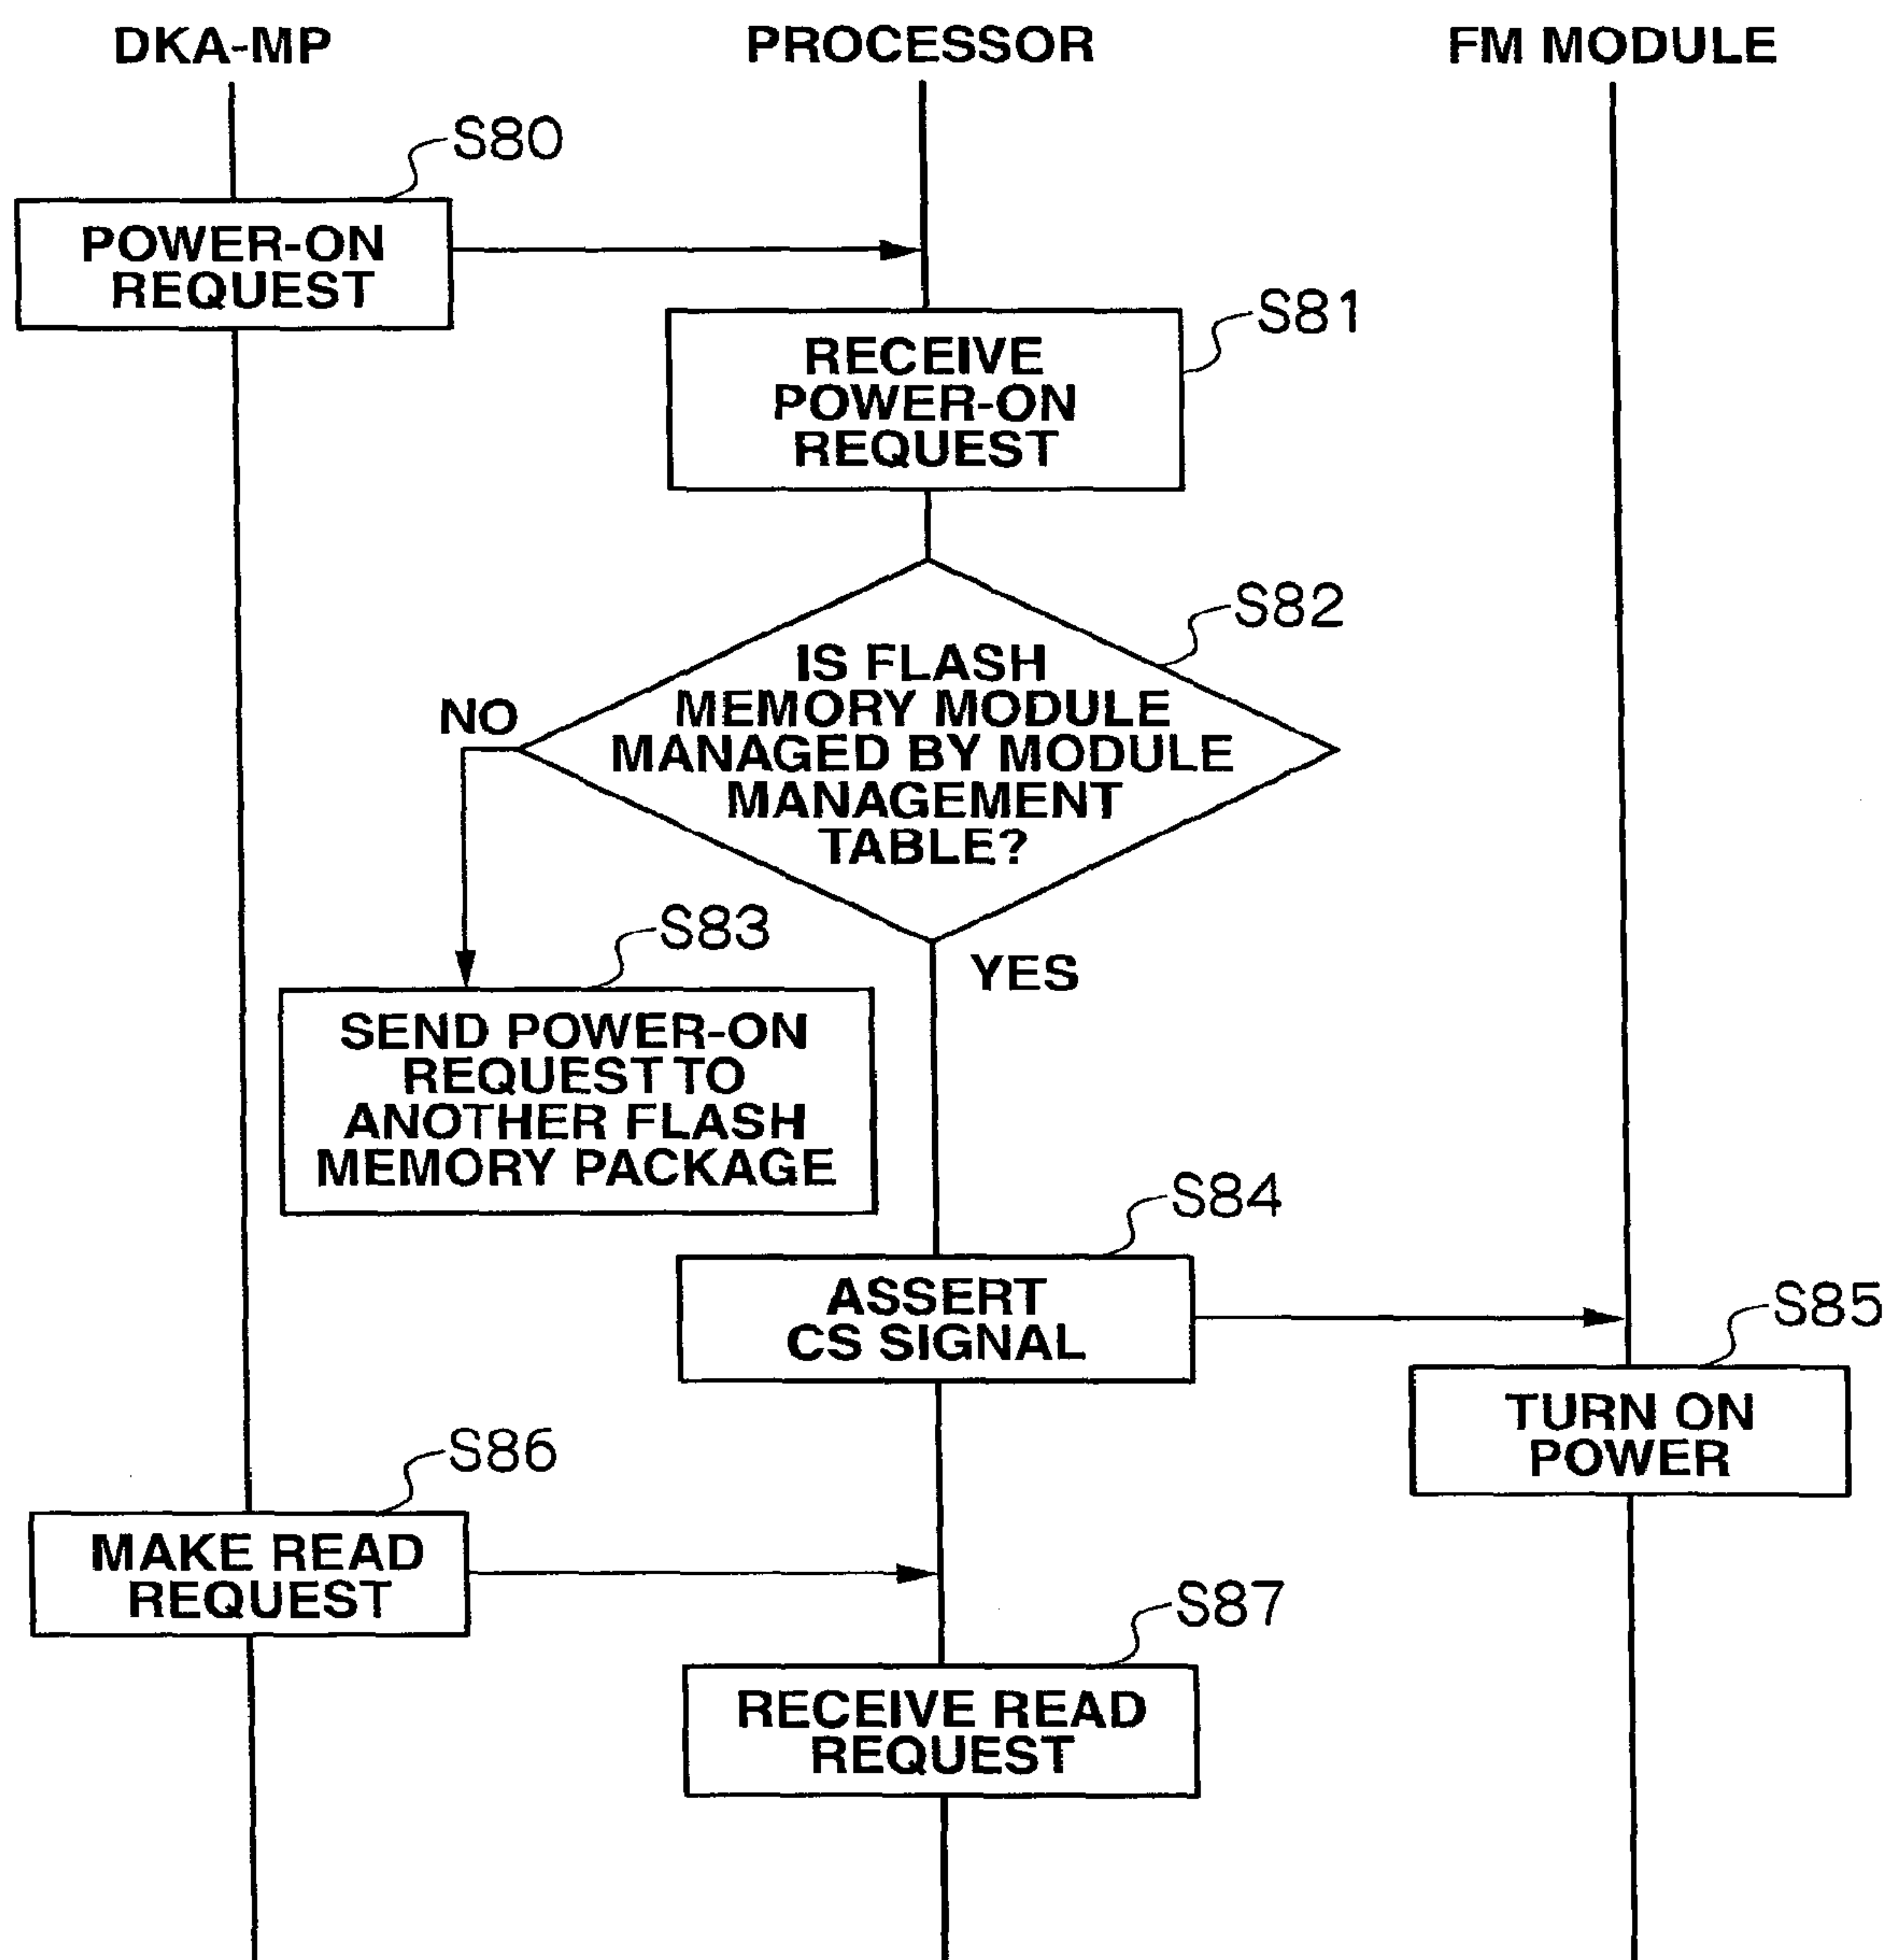 DKA-MP
PROCESSOR
FM MODULE
S80
POWER-ON
REQUEST
S81
RECEIVE
POWER-ON
REQUEST
S82
IS FLASH
MEMORY MODULE
MANAGED BY MODULE
MANAGEMENT
TABLE?
NO
YES
S83
SEND POWER-ON
REQUEST TO
ANOTHER FLASH
MEMORY PACKAGE
S84
ASSERT
CS SIGNAL
S85
TURN ON
POWER
S86
MAKE READ
REQUEST
S87
RECEIVE READ
REQUEST